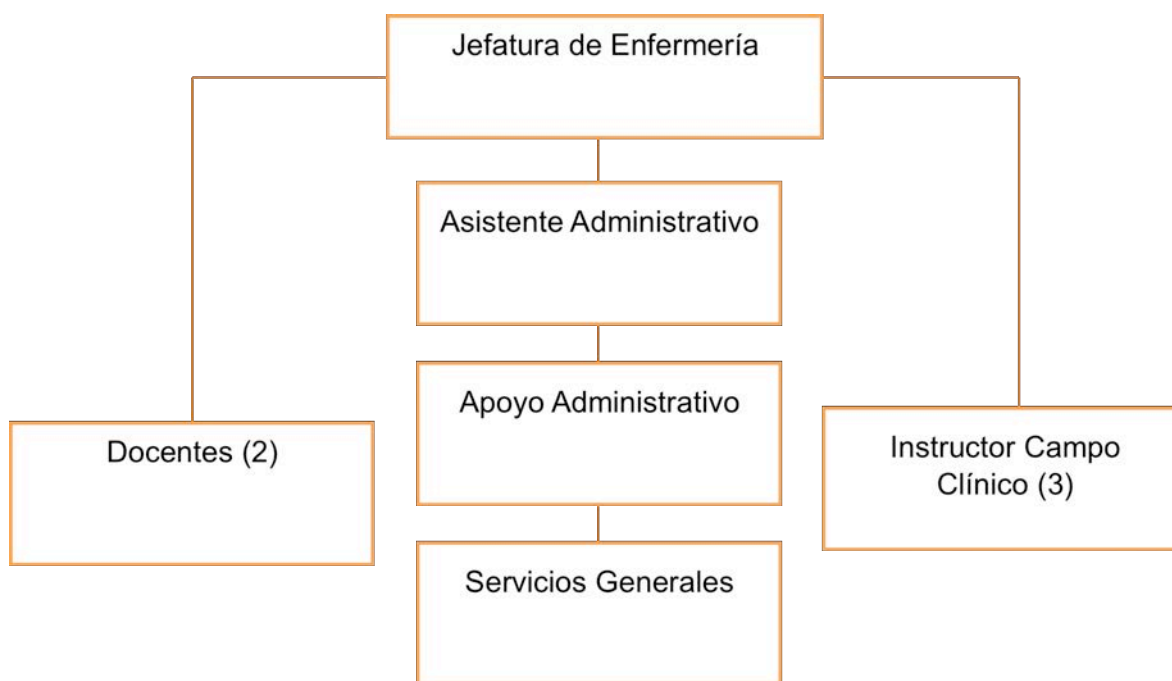 Jefatura de Enfermería
Asistente Administrativo
Apoyo Administrativo
Docentes (2)
Instructor Campo
Clínico (3)
Servicios Generales